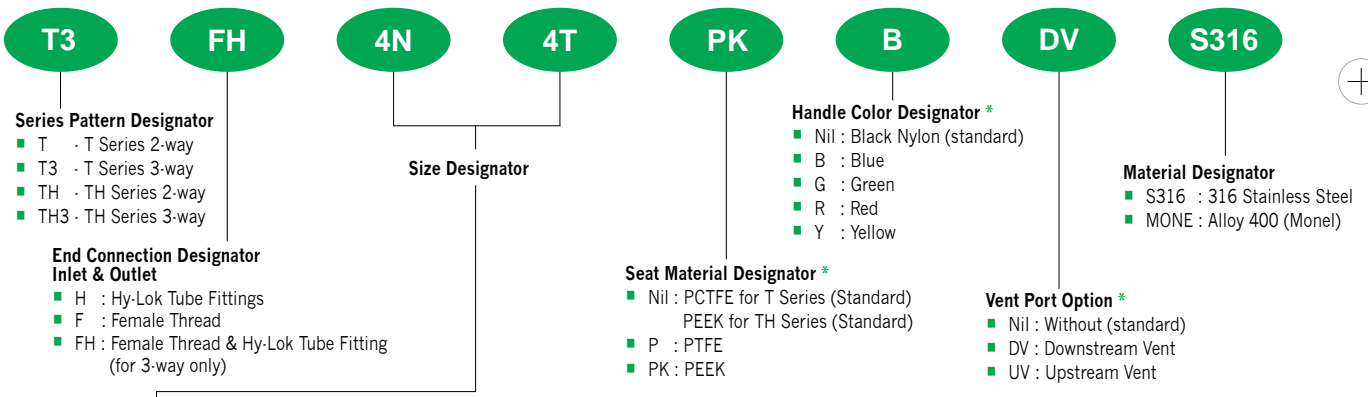 T3 FH 4N 4T PK B DV S316
Series Pattern Designator
T - T Series 2-way
T3 - T Series 3-way
TH - TH Series 2-way
TH3 - TH Series 3-way
End Connection Designator
Inlet & Outlet
H : Hy-Lok Tube Fittings
F : Female Thread
FH : Female Thread & Hy-Lok Tube Fitting
(for 3-way only)
Size Designator
Seat Material Designator *
Nil : PCTFE for T Series (Standard)
PEEK for TH Series (Standard)
P : PTFE
PK : PEEK
Handle Color Designator *
Nil : Black Nylon (standard)
B : Blue
G : Green
R : Red
Y : Yellow
Vent Port Option *
Nil : Without (standard)
DV : Downstream Vent
UV : Upstream Vent
Material Designator
S316 : 316 Stainless Steel
MONE : Alloy 400 (Monel)